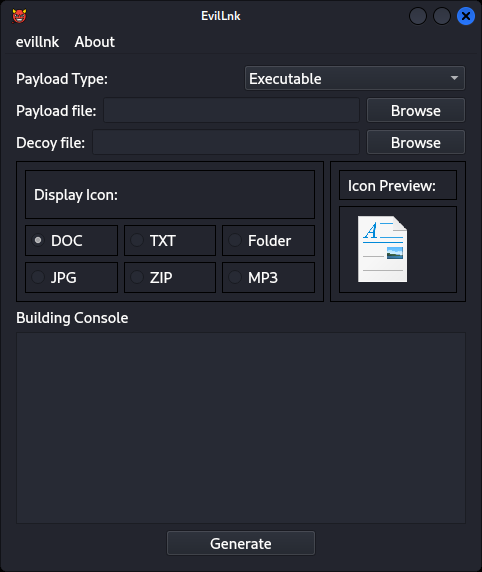 EvilLnk
evillnk About
Payload Type: Executable
Payload file: Browse
Decoy file: Browse
Display Icon: Icon Preview:
DOC TXT Folder
JPG ZIP MP3
Building Console
Generate